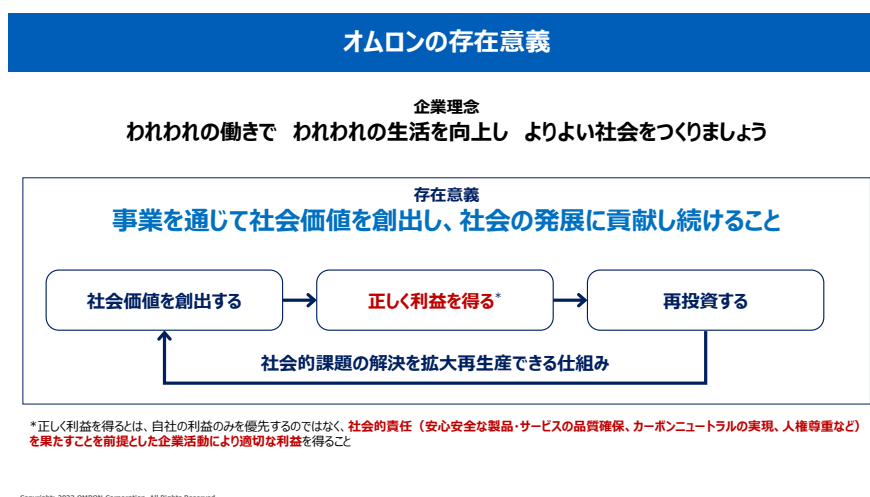 オムロンの存在意義
企業理念
われわれの働きで われわれの生活を向上し よりよい社会をつくりましょう
存在意義
事業を通じて社会価値を創出し、社会の発展に貢献し続けること
社会価値を創出する
正しく利益を得る*
再投資する
社会的課題の解決を拡大再生産できる仕組み
*正しく利益を得るとは、自社の利益のみを優先するのではなく、社会的責任（安心安全な製品・サービスの品質確保、カーボンニュートラルの実現、人権尊重など）
を果たすことを前提とした企業活動により適切な利益を得ること
Copyright: 2022 OMRON Corporation. All Rights Reserved.